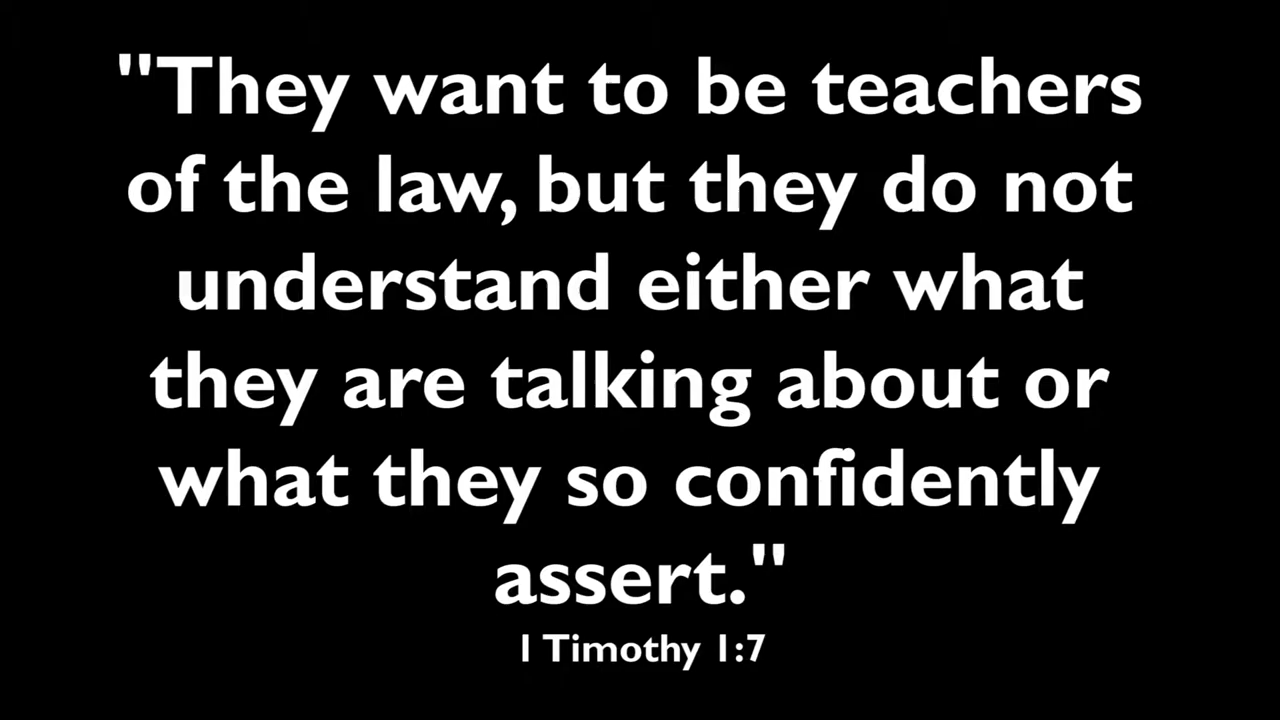 "They want to be teachers
of the law, but they do not
understand either what
they are talking about or
what they so confidently
assert."
1 Timothy 1:7